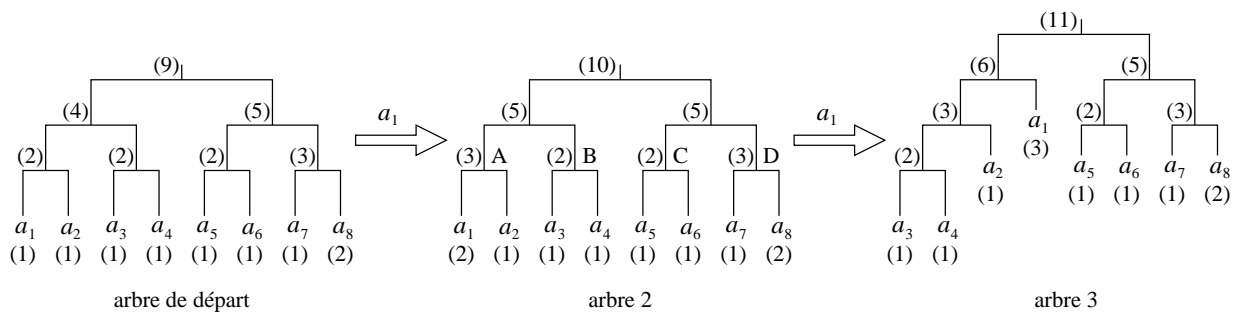 (11)
(9) (10) (6) (5)
(4) (5) a1 (5) (5) a1 (3) a1 (2) (3)
(3)
(2) (2) (2) (3) (3) A (2) B (2) C (3) D (2) a2 a5 a6 a7 a8
(1) (1) (1) (1) (2)
a1 a2 a3 a4 a5 a6 a7 a8 a1 a2 a3 a4 a5 a6 a7 a8 a3 a4
(1) (1) (1) (1) (1) (1) (1) (2) (2) (1) (1) (1) (1) (1) (1) (2) (1) (1)
arbre de départ arbre 2 arbre 3